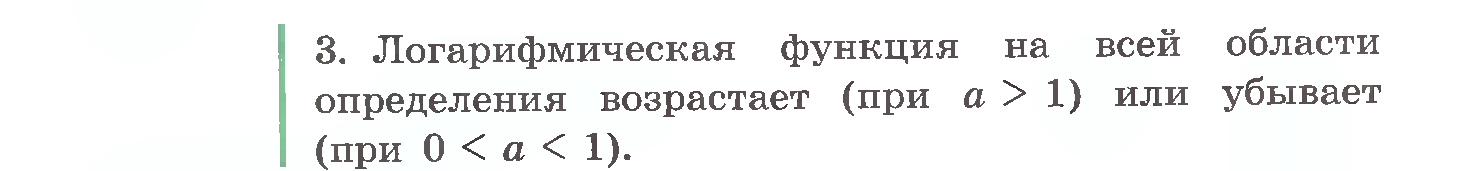 3. Логарифмическая функция на всей области
определения возрастает (при a > 1) или убывает
(при 0 < a < 1).